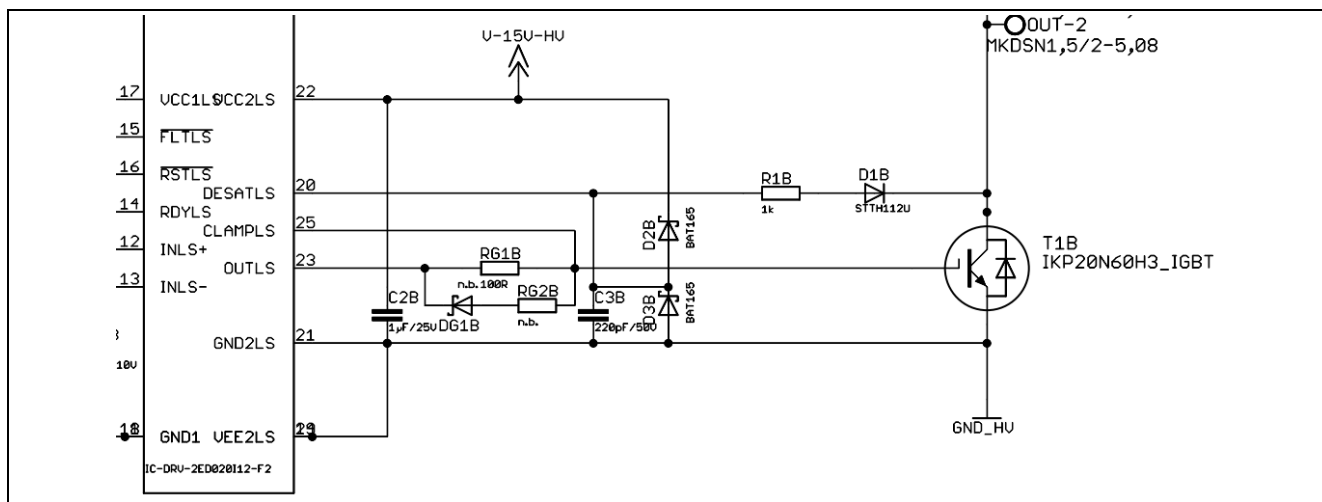 OUT-2
MKDSN1,5/2-5,08
V-15V-HV
17 VCC1LS VCC2LS 22
15 FLTLS
16 RSTLS
DESATLS 20
R1B
1k
D1B
STTH112U
14 RDYLS
CLAMPLS 25
12 INLS+
OUTLS 23
13 INLS-
RG1B
n.b.100R
RG2B
n.b.
DG1B
D2B
BAT165
D3B
BAT165
T1B
IKP20N60H3_IGBT
C2B
1µF/25V
C3B
220pF/50V
GND2LS 21
10V
GND1 VEE2LS
GND_HV
IC-DRV-2ED020I12-F2